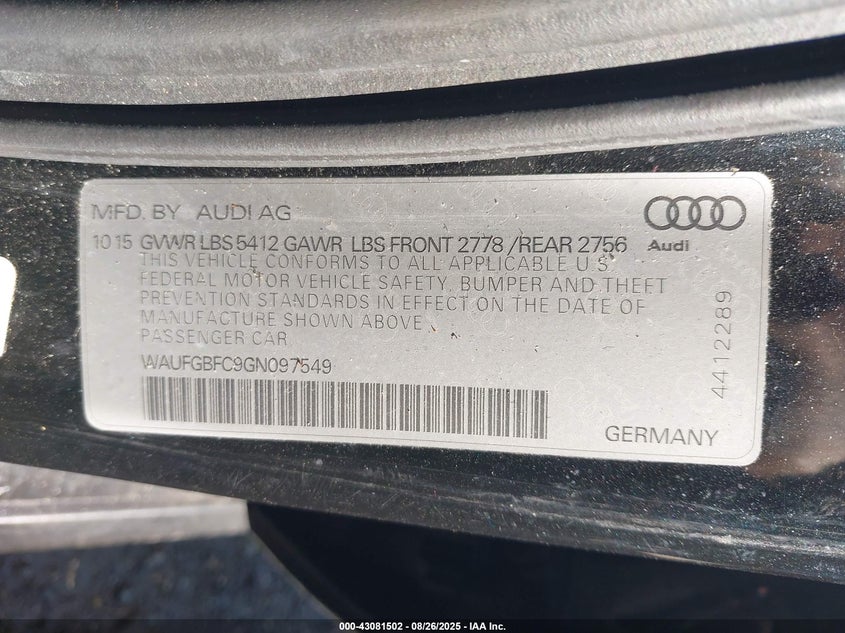 MFD. BY AUDI AG
10 15 GVWR LBS 5412 GAWR LBS FRONT 2778 / REAR 2756
Audi
THIS VEHICLE CONFORMS TO ALL APPLICABLE U.S
FEDERAL MOTOR VEHICLE SAFETY, BUMPER AND THEFT
PREVENTION STANDARDS IN EFFECT ON THE DATE OF
MANUFACTURE SHOWN ABOVE.
PASSENGER CAR
WAUFGBFC9GN097549
4412289
GERMANY
000-43081502 - 08/26/2025 - IAA Inc.